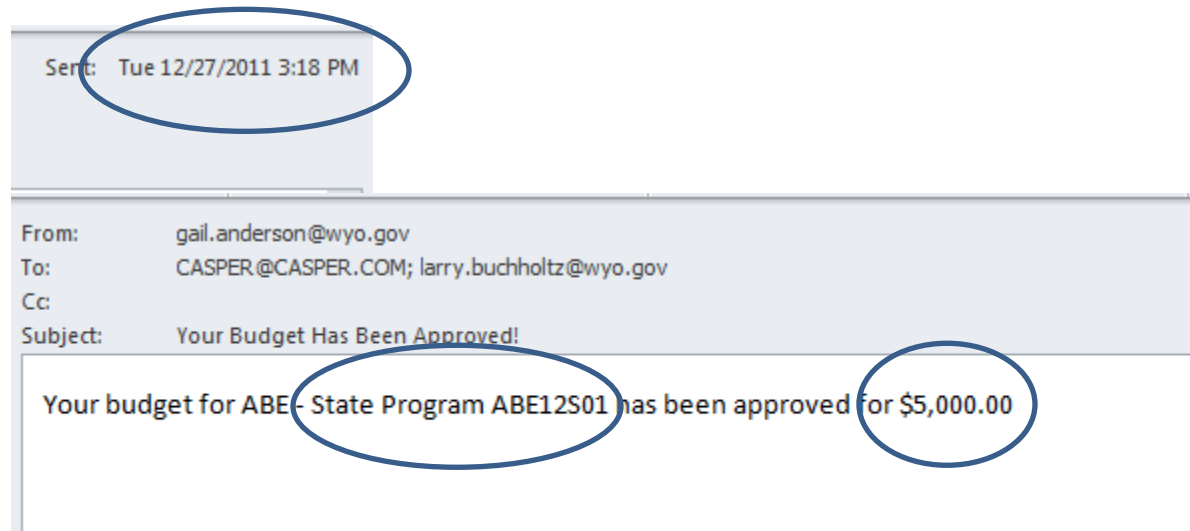 Sent: Tue 12/27/2011 3:18 PM
From: gail.anderson@wyo.gov
To: CASPER@CASPER.COM; larry.buchholtz@wyo.gov
Cc:
Subject: Your Budget Has Been Approved!
Your budget for ABE - State Program ABE12S01 has been approved for $5,000.00